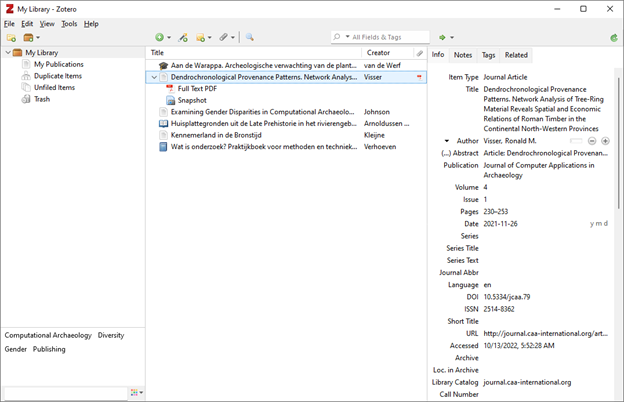 My Library - Zotero
File Edit View Tools Help
All Fields & Tags
My Library
My Publications
Duplicate Items
Unfiled Items
Trash
Computational Archaeology Diversity
Gender Publishing
Title Creator
Aan de Warappa. Archeologische verwachting van de plant... van de Werf
Dendrochronological Provenance Patterns. Network Analys... Visser
Full Text PDF
Snapshot
Examining Gender Disparities in Computational Archaeolo... Johnson
Huisplattegronden uit de Late Prehistorie in het rivierengeb... Arnoldussen ...
Kennemerland in de Bronstijd Kleijne
Wat is onderzoek? Praktijkboek voor methoden en techniek... Verhoeven
Info Notes Tags Related
Item Type Journal Article
Title Dendrochronological Provenance
Patterns. Network Analysis of Tree-Ring
Material Reveals Spatial and Economic
Relations of Roman Timber in the
Continental North-Western Provinces
Author Visser, Ronald M.
(...) Abstract Article: Dendrochronological Provenan...
Publication Journal of Computer Applications in
Archaeology
Volume 4
Issue 1
Pages 230–253
Date 2021-11-26 y m d
Series
Series Title
Series Text
Journal Abbr
Language en
DOI 10.5334/jcaa.79
ISSN 2514-8362
Short Title
URL http://journal.caa-international.org/art...
Accessed 10/13/2022, 5:52:28 AM
Archive
Loc. in Archive
Library Catalog journal.caa-international.org
Call Number